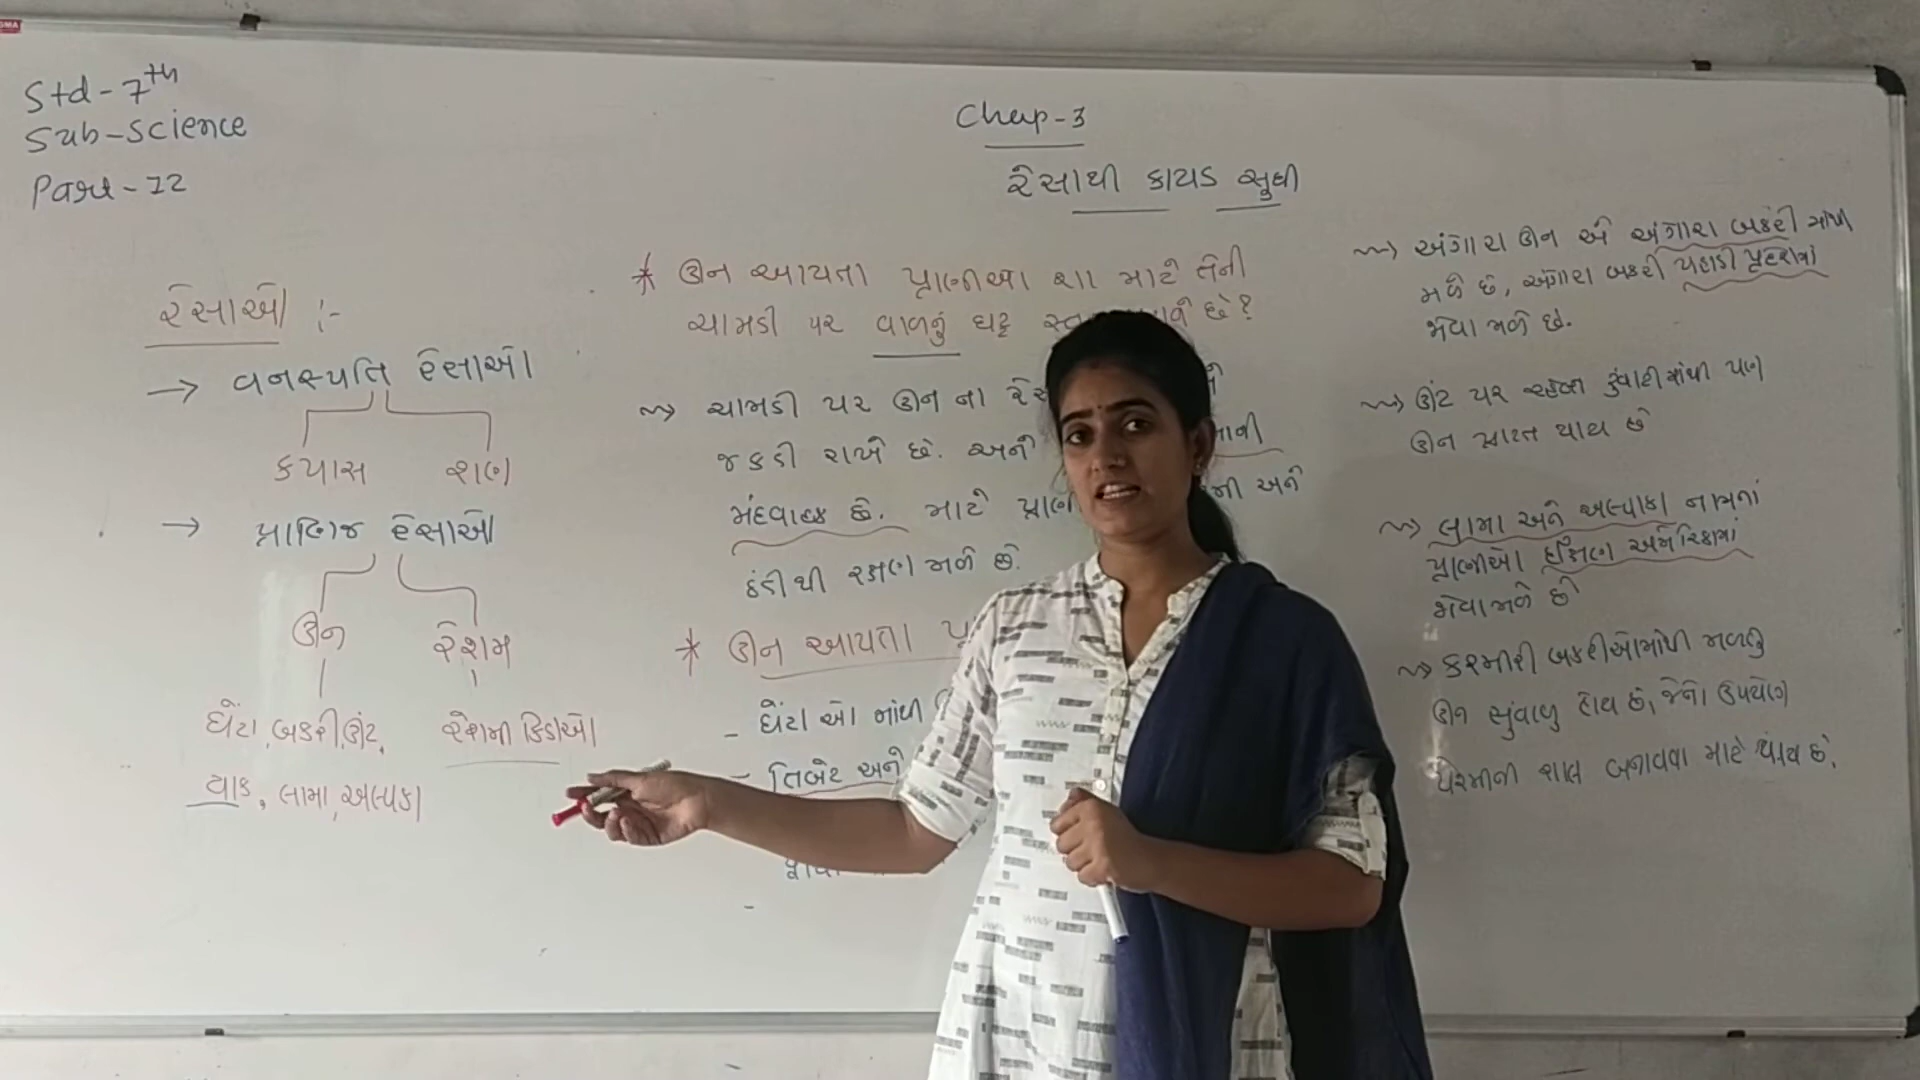 Std-7th
Sub-Science
Part-12
Chap-3
રેસાથી કાપડ સુધી
રેસાઓ :-
→ વનસ્પતિ રેસાઓ
કપાસ શણ
→ પ્રાણિજ રેસાઓ
ઊન રેશમ
ઘેંટા, બકરી, ઊંટ,
યાક, લામા, અલ્પાકા
રેશમના કિડાઓ
* ઊન આપતા પ્રાણીઓ શા માટે તેની
ચામડી પર વાળનું ઘટ્ટ
છે?
ચામડી પર ઊન ના
જકડી રાખે છે. અને
મંદવાહક છે. માટે અને
ઠંડીથી રક્ષણ મળે છે.
* ઊન આપતા
- ઘેંટા ઓ માંથી
- તિબેટ અને
-
અંગોરા ઊન એ અંગોરા બકરી માંથી
મળે છે, અંગોરા બકરી પહાડી પ્રદેશોમાં
જોવા મળે છે.
ઊંટ પર રહેલા રુંવાટીમાંથી પણ
ઊન પ્રાપ્ત થાય છે
લામા અને અલ્પાકા નામનાં
પ્રાણીઓ દક્ષિણ અમેરિકામાં
જોવા મળે છે
કશ્મીરી બકરીઓમાંથી મળતું
ઊન સુંવાળુ હોય છે, જેનો ઉપયોગ
પશ્મીની શાલ બનાવવા માટે થાય છે.